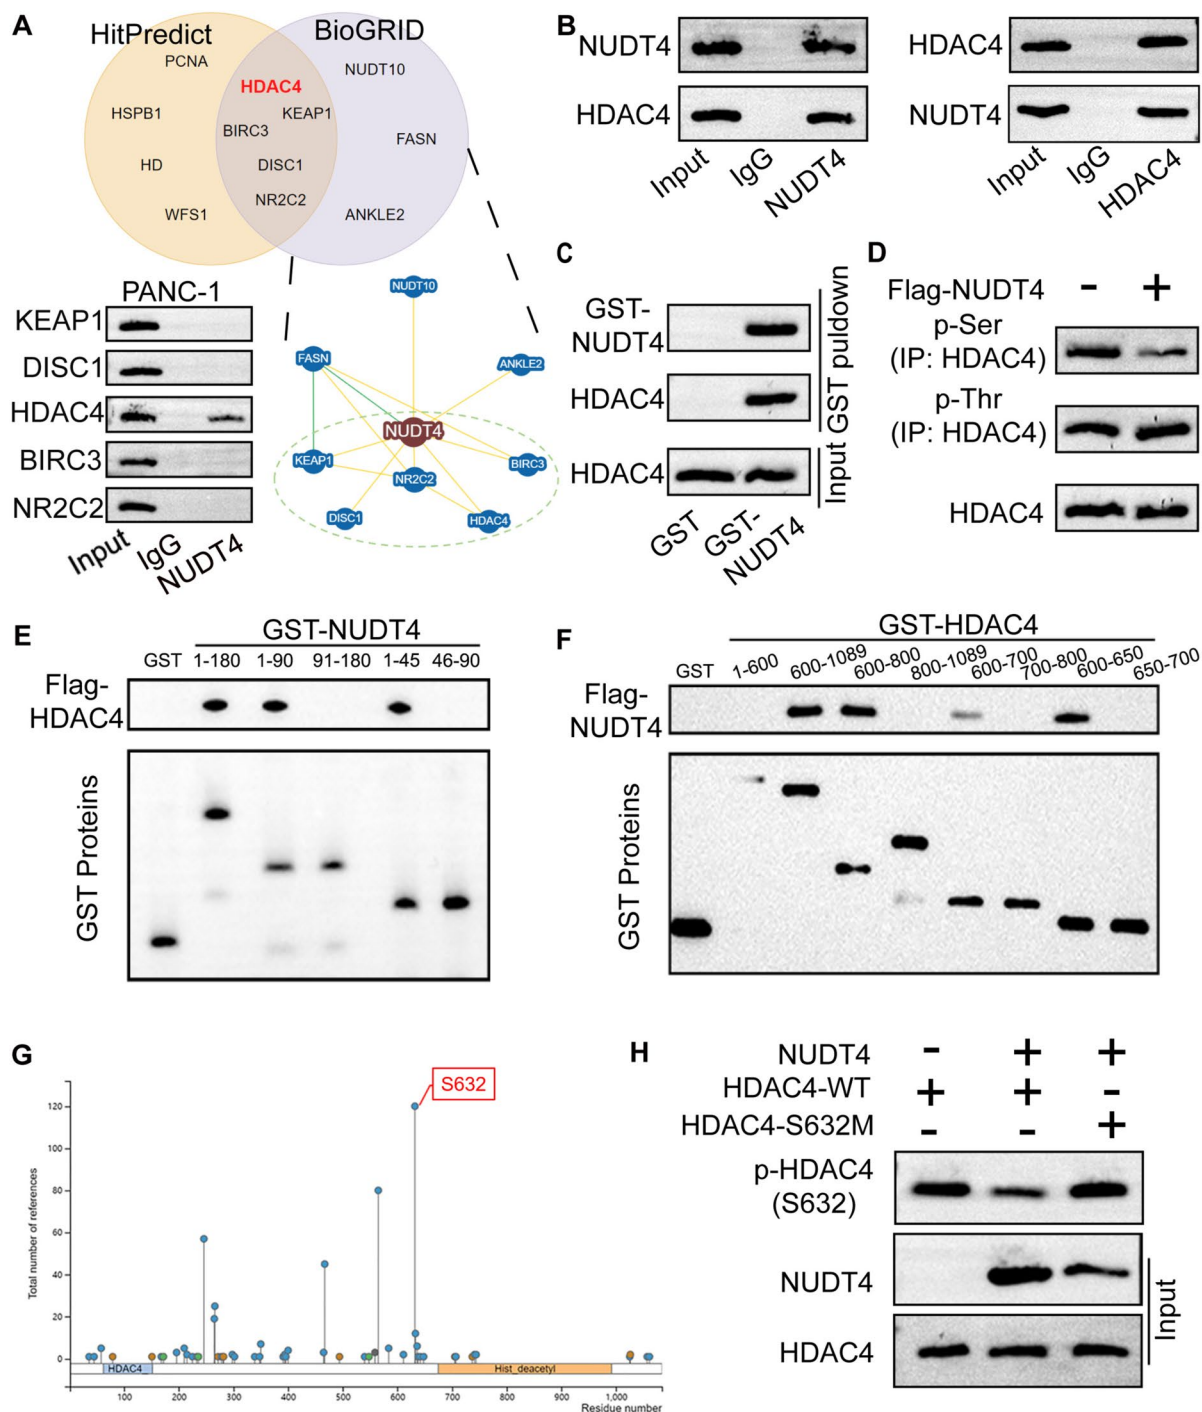 A
HitPredict
BioGRID
PCNA
NUDT10
HDAC4
HSPB1
KEAP1
BIRC3
FASN
HD
DISC1
NR2C2
WFS1
ANKLE2
PANC-1
KEAP1
DISC1
HDAC4
BIRC3
NR2C2
Input
IgG
NUDT4
NUDT10
FASN
ANKLE2
NUDT4
KEAP1
BIRC3
NR2C2
DISC1
HDAC4
B
NUDT4
HDAC4
Input
IgG
NUDT4
HDAC4
NUDT4
Input
IgG
HDAC4
C
GST-
NUDT4
HDAC4
HDAC4
GST puldown
Input
GST
GST-
NUDT4
D
Flag-NUDT4 - +
p-Ser
(IP: HDAC4)
p-Thr
(IP: HDAC4)
HDAC4
E
GST-NUDT4
GST 1-180 1-90 91-180 1-45 46-90
Flag-
HDAC4
GST Proteins
F
GST-HDAC4
GST 1-600 600-1089 600-800 800-1089 600-700 700-800 600-650 650-700
Flag-
NUDT4
GST Proteins
G
S632
Total number of references
120
100
80
60
40
20
0
HDAC4_
Hist_deacetyl
100 200 300 400 500 600 700 800 900 1,000
Residue number
H
NUDT4 - + +
HDAC4-WT + + -
HDAC4-S632M - - +
p-HDAC4
(S632)
NUDT4
HDAC4
Input